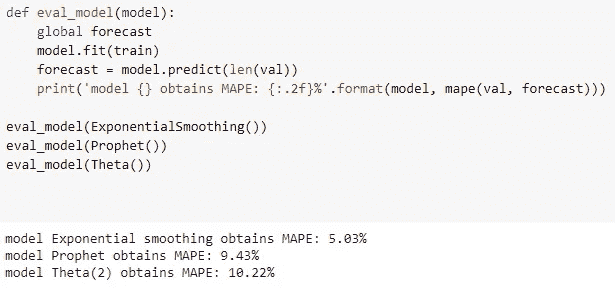 def eval_model(model):
    global forecast
    model.fit(train)
    forecast = model.predict(len(val))
    print('model {} obtains MAPE: {:.2f}%'.format(model, mape(val, forecast)))

eval_model(ExponentialSmoothing())
eval_model(Prophet())
eval_model(Theta())

model Exponential smoothing obtains MAPE: 5.03%
model Prophet obtains MAPE: 9.43%
model Theta(2) obtains MAPE: 10.22%